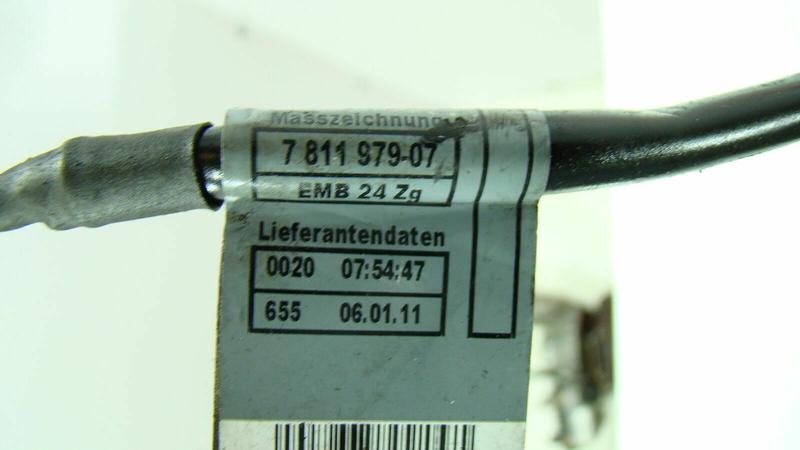 Masszeichnung
7 811 979-07
EMB 24 Zg
Lieferantendaten
0020 07:54:47
655 06.01.11